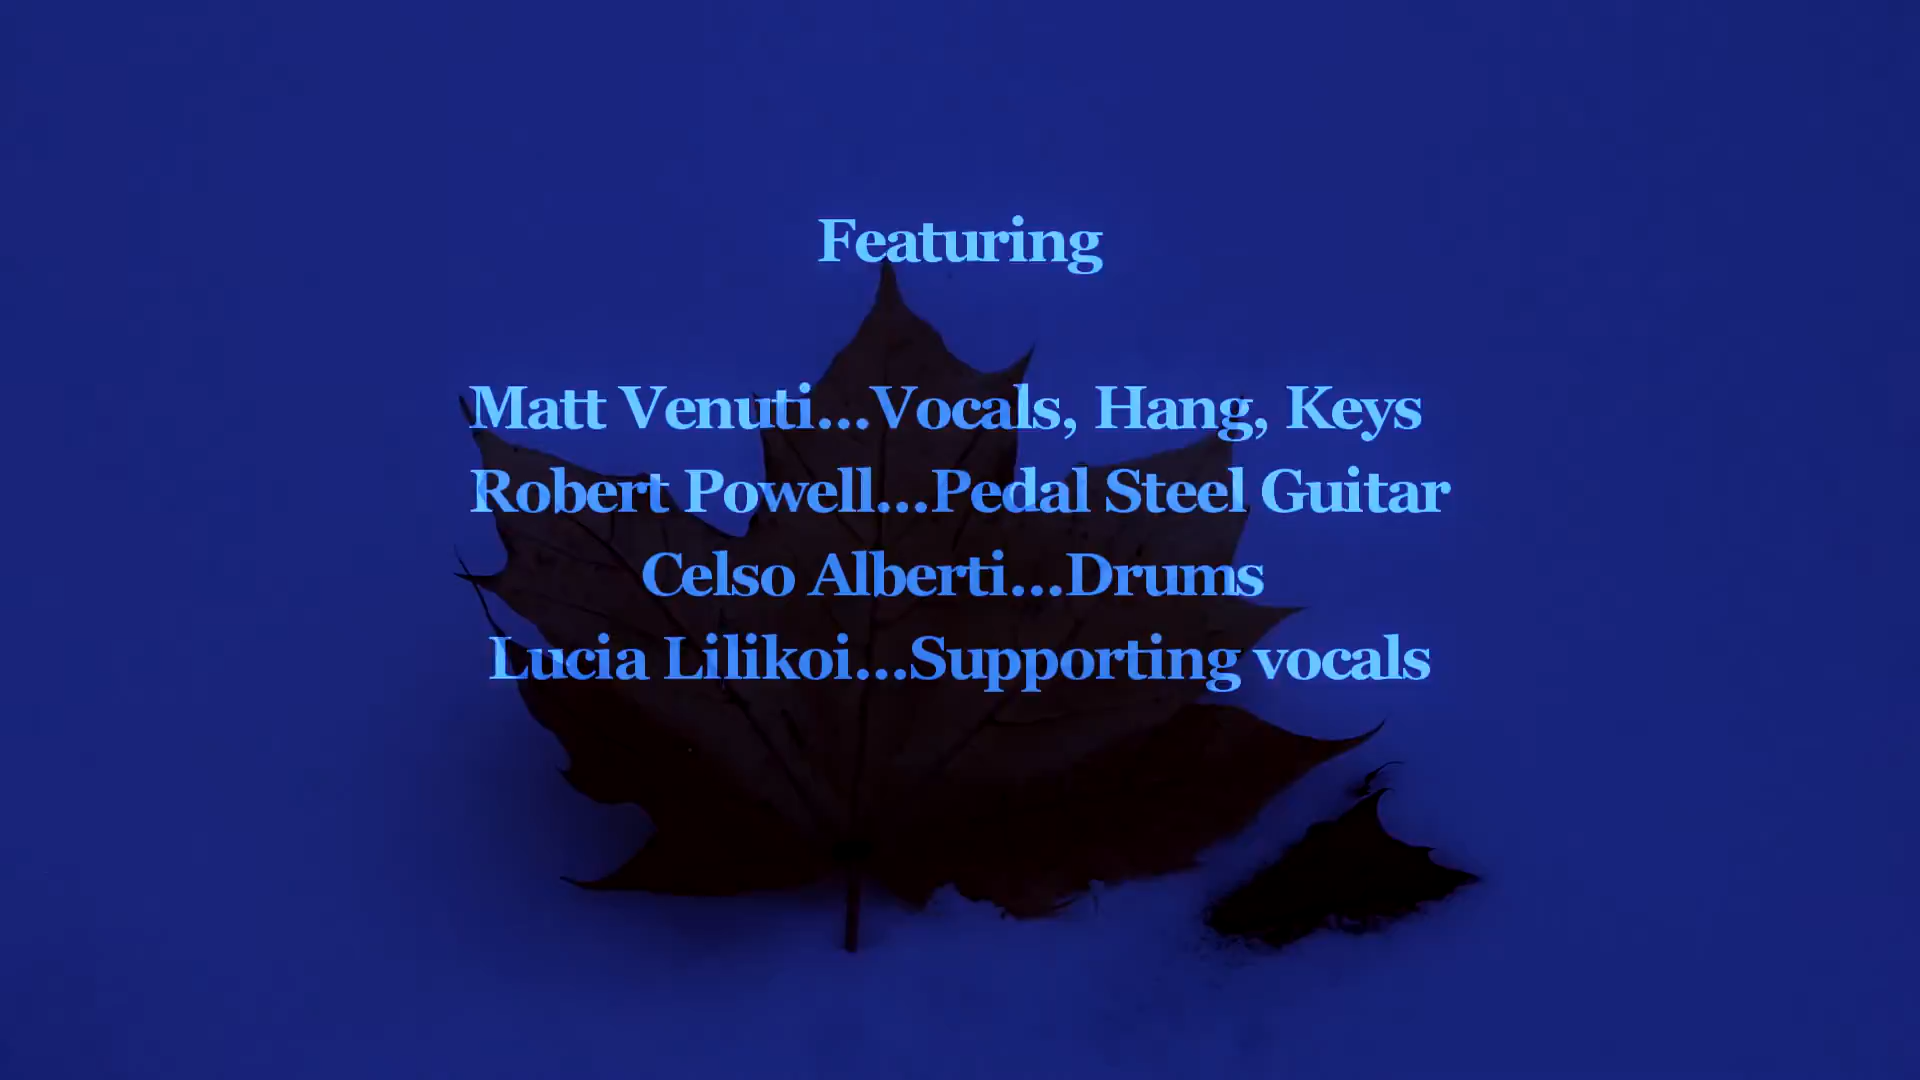 Featuring
Matt Venuti...Vocals, Hang, Keys
Robert Powell...Pedal Steel Guitar
Celso Alberti...Drums
Lucia Lilikoi...Supporting vocals